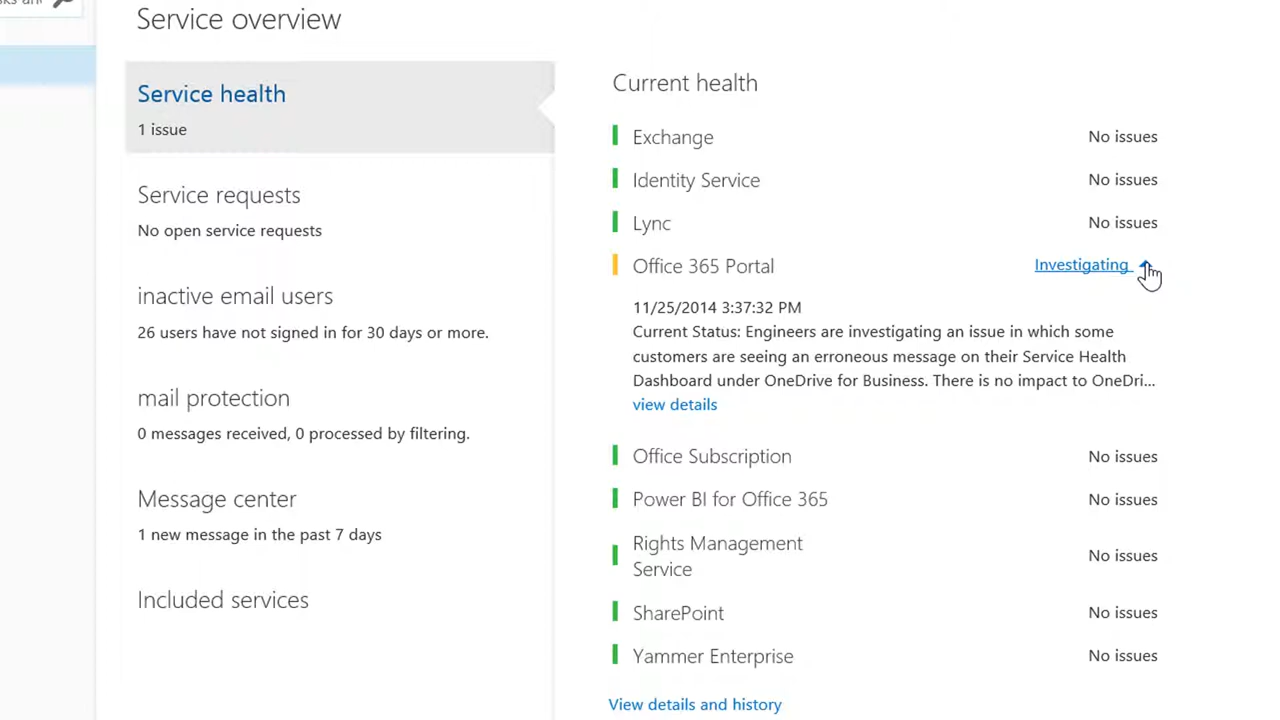 Service overview
Service health
1 issue
Service requests
No open service requests
inactive email users
26 users have not signed in for 30 days or more.
mail protection
0 messages received, 0 processed by filtering.
Message center
1 new message in the past 7 days
Included services
Current health
Exchange No issues
Identity Service No issues
Lync No issues
Office 365 Portal Investigating
11/25/2014 3:37:32 PM
Current Status: Engineers are investigating an issue in which some
customers are seeing an erroneous message on their Service Health
Dashboard under OneDrive for Business. There is no impact to OneDri...
view details
Office Subscription No issues
Power BI for Office 365 No issues
Rights Management
Service No issues
SharePoint No issues
Yammer Enterprise No issues
View details and history